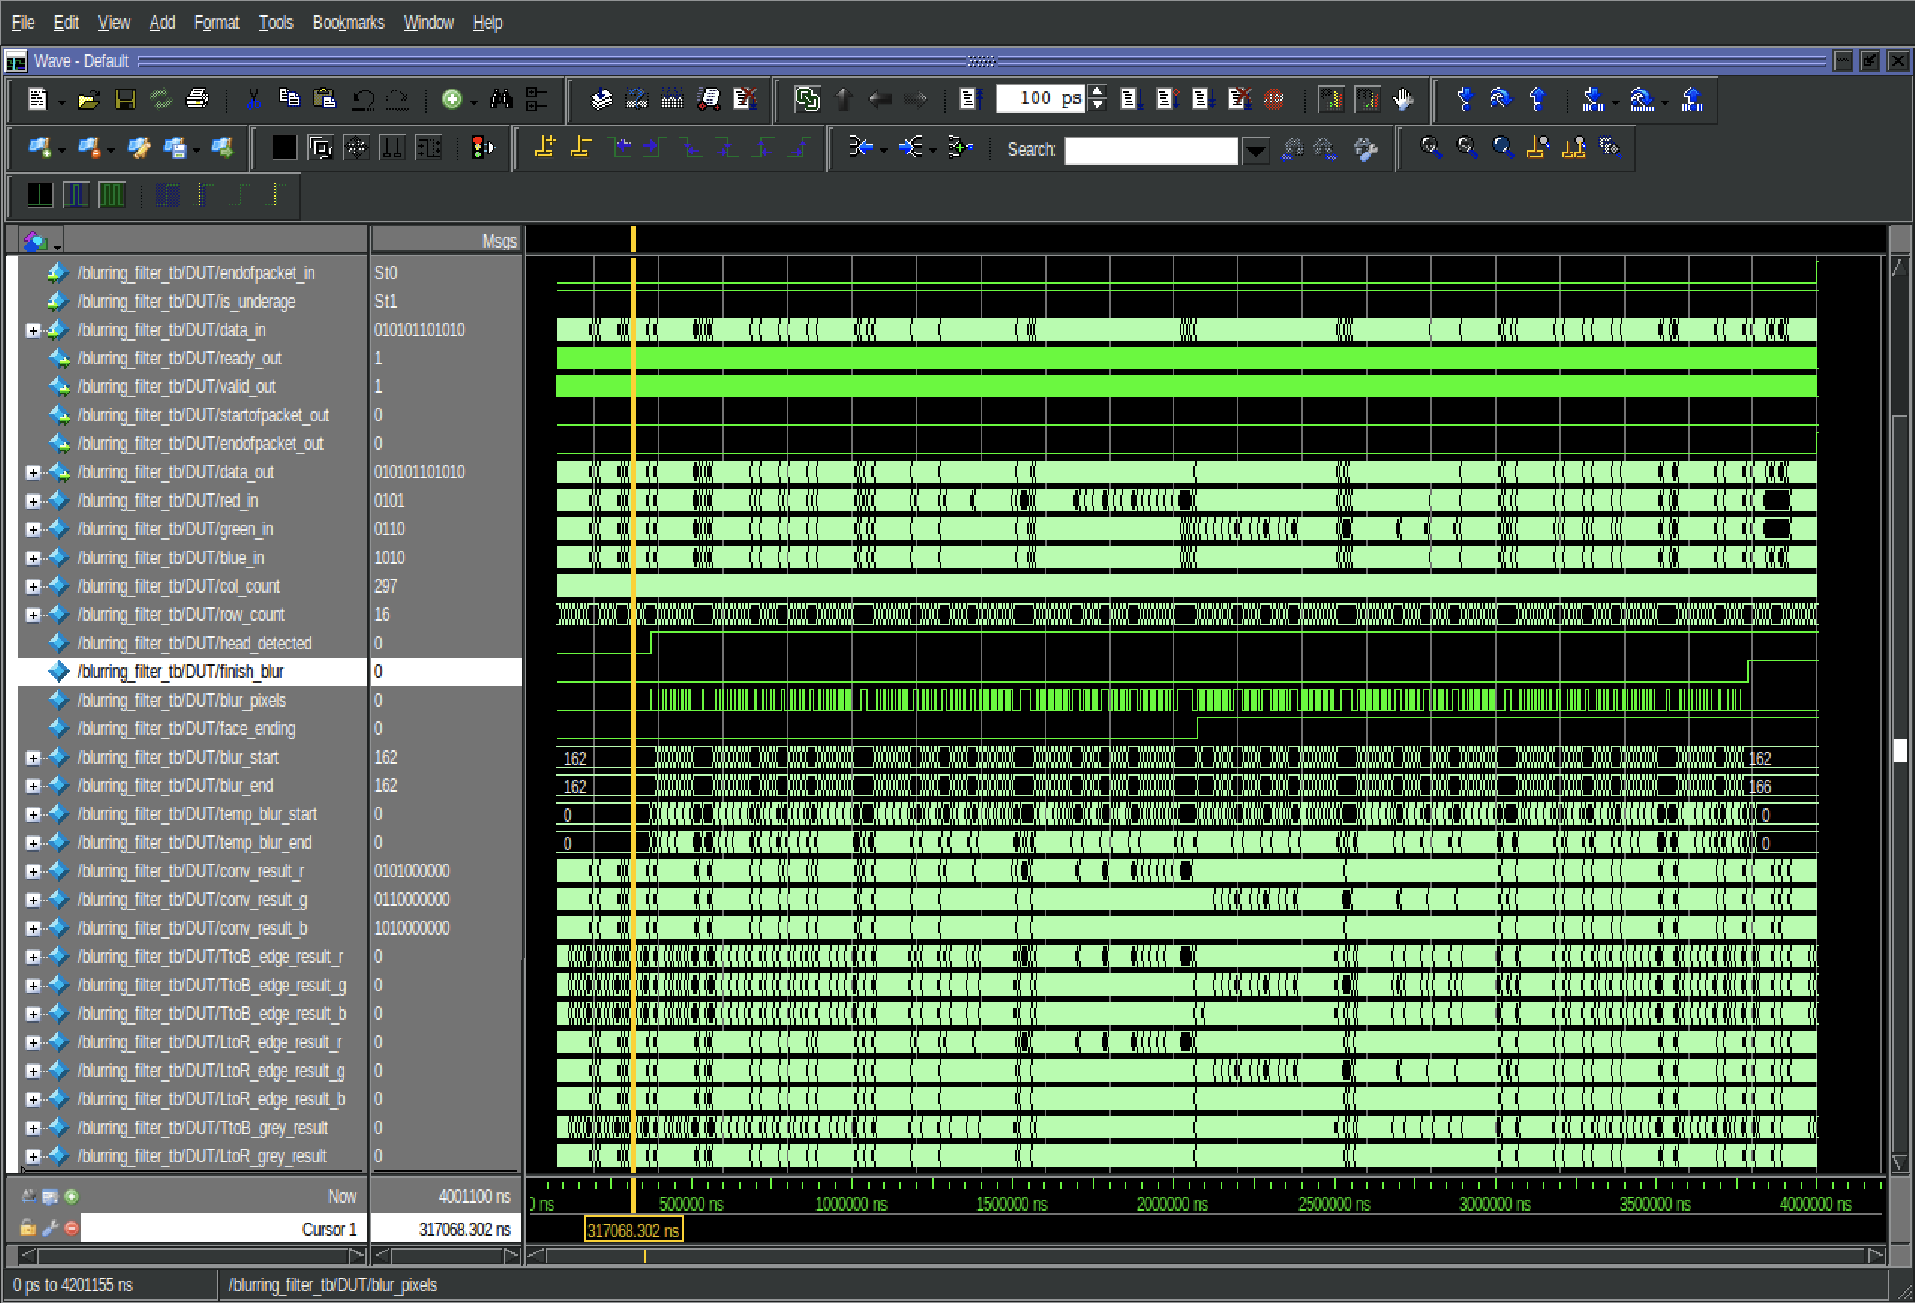 File Edit View Add Format Tools Bookmarks Window Help
Wave - Default
100 ps
Search:
Msgs
/blurring_filter_tb/DUT/endofpacket_in St0
/blurring_filter_tb/DUT/is_underage St1
/blurring_filter_tb/DUT/data_in 010101101010
/blurring_filter_tb/DUT/ready_out 1
/blurring_filter_tb/DUT/valid_out 1
/blurring_filter_tb/DUT/startofpacket_out 0
/blurring_filter_tb/DUT/endofpacket_out 0
/blurring_filter_tb/DUT/data_out 010101101010
/blurring_filter_tb/DUT/red_in 0101
/blurring_filter_tb/DUT/green_in 0110
/blurring_filter_tb/DUT/blue_in 1010
/blurring_filter_tb/DUT/col_count 297
/blurring_filter_tb/DUT/row_count 16
/blurring_filter_tb/DUT/head_detected 0
/blurring_filter_tb/DUT/finish_blur 0
/blurring_filter_tb/DUT/blur_pixels 0
/blurring_filter_tb/DUT/face_ending 0
/blurring_filter_tb/DUT/blur_start 162 162 162
/blurring_filter_tb/DUT/blur_end 162 162 166
/blurring_filter_tb/DUT/temp_blur_start 0 0 0
/blurring_filter_tb/DUT/temp_blur_end 0 0 0
/blurring_filter_tb/DUT/conv_result_r 0101000000
/blurring_filter_tb/DUT/conv_result_g 0110000000
/blurring_filter_tb/DUT/conv_result_b 1010000000
/blurring_filter_tb/DUT/TtoB_edge_result_r 0
/blurring_filter_tb/DUT/TtoB_edge_result_g 0
/blurring_filter_tb/DUT/TtoB_edge_result_b 0
/blurring_filter_tb/DUT/LtoR_edge_result_r 0
/blurring_filter_tb/DUT/LtoR_edge_result_g 0
/blurring_filter_tb/DUT/LtoR_edge_result_b 0
/blurring_filter_tb/DUT/TtoB_grey_result 0
/blurring_filter_tb/DUT/LtoR_grey_result 0
Now 4001100 ns 0 ns 500000 ns 1000000 ns 1500000 ns 2000000 ns 2500000 ns 3000000 ns 3500000 ns 4000000 ns
Cursor 1 317068.302 ns 317068.302 ns
0 ps to 4201155 ns /blurring_filter_tb/DUT/blur_pixels